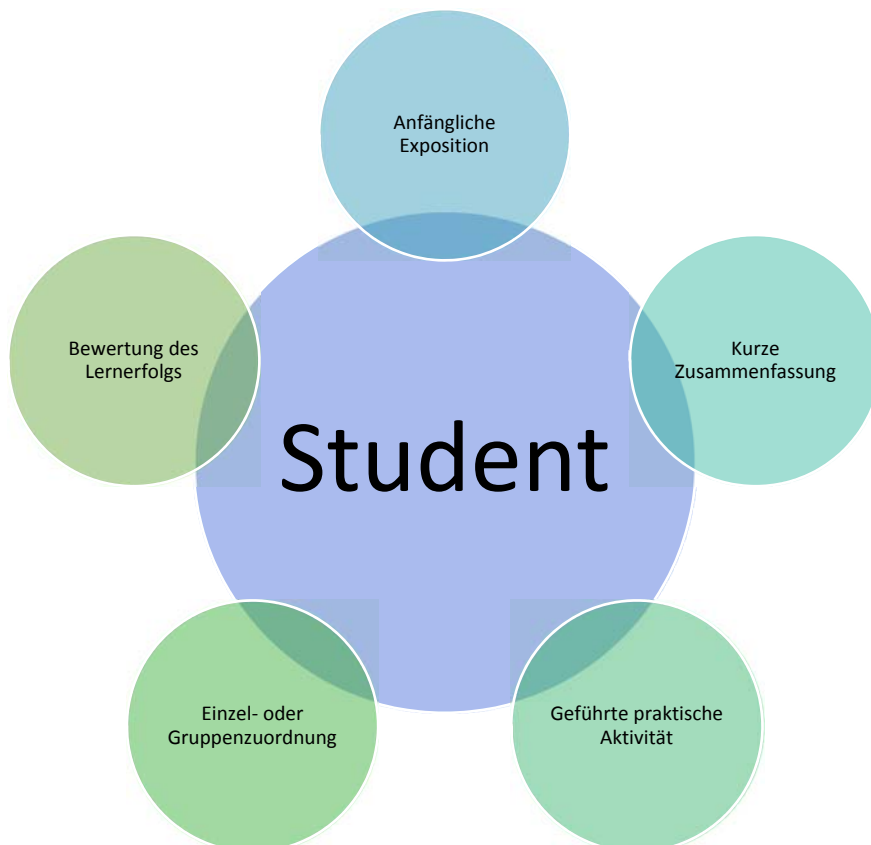 Anfängliche
Exposition
Kurze
Zusammenfassung
Geführte praktische
Aktivität
Einzel- oder
Gruppenzuordnung
Bewertung des
Lernerfolgs
Student